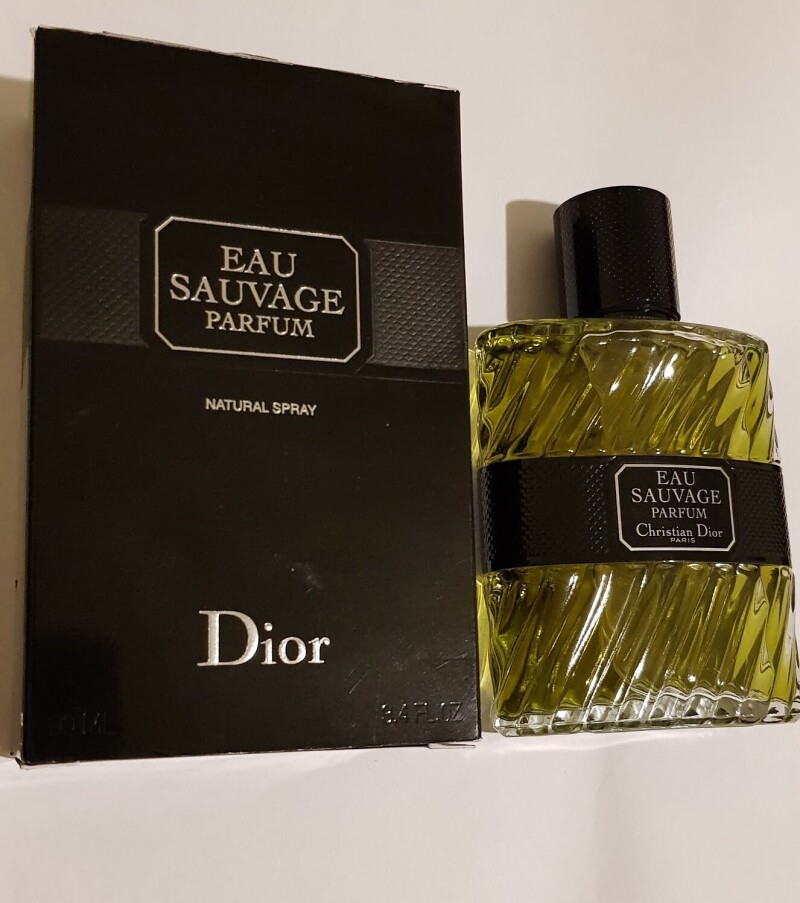 EAU
SAUVAGE
PARFUM
NATURAL SPRAY
Dior
3.4 FL.OZ
EAU
SAUVAGE
PARFUM
Christian Dior
PARIS